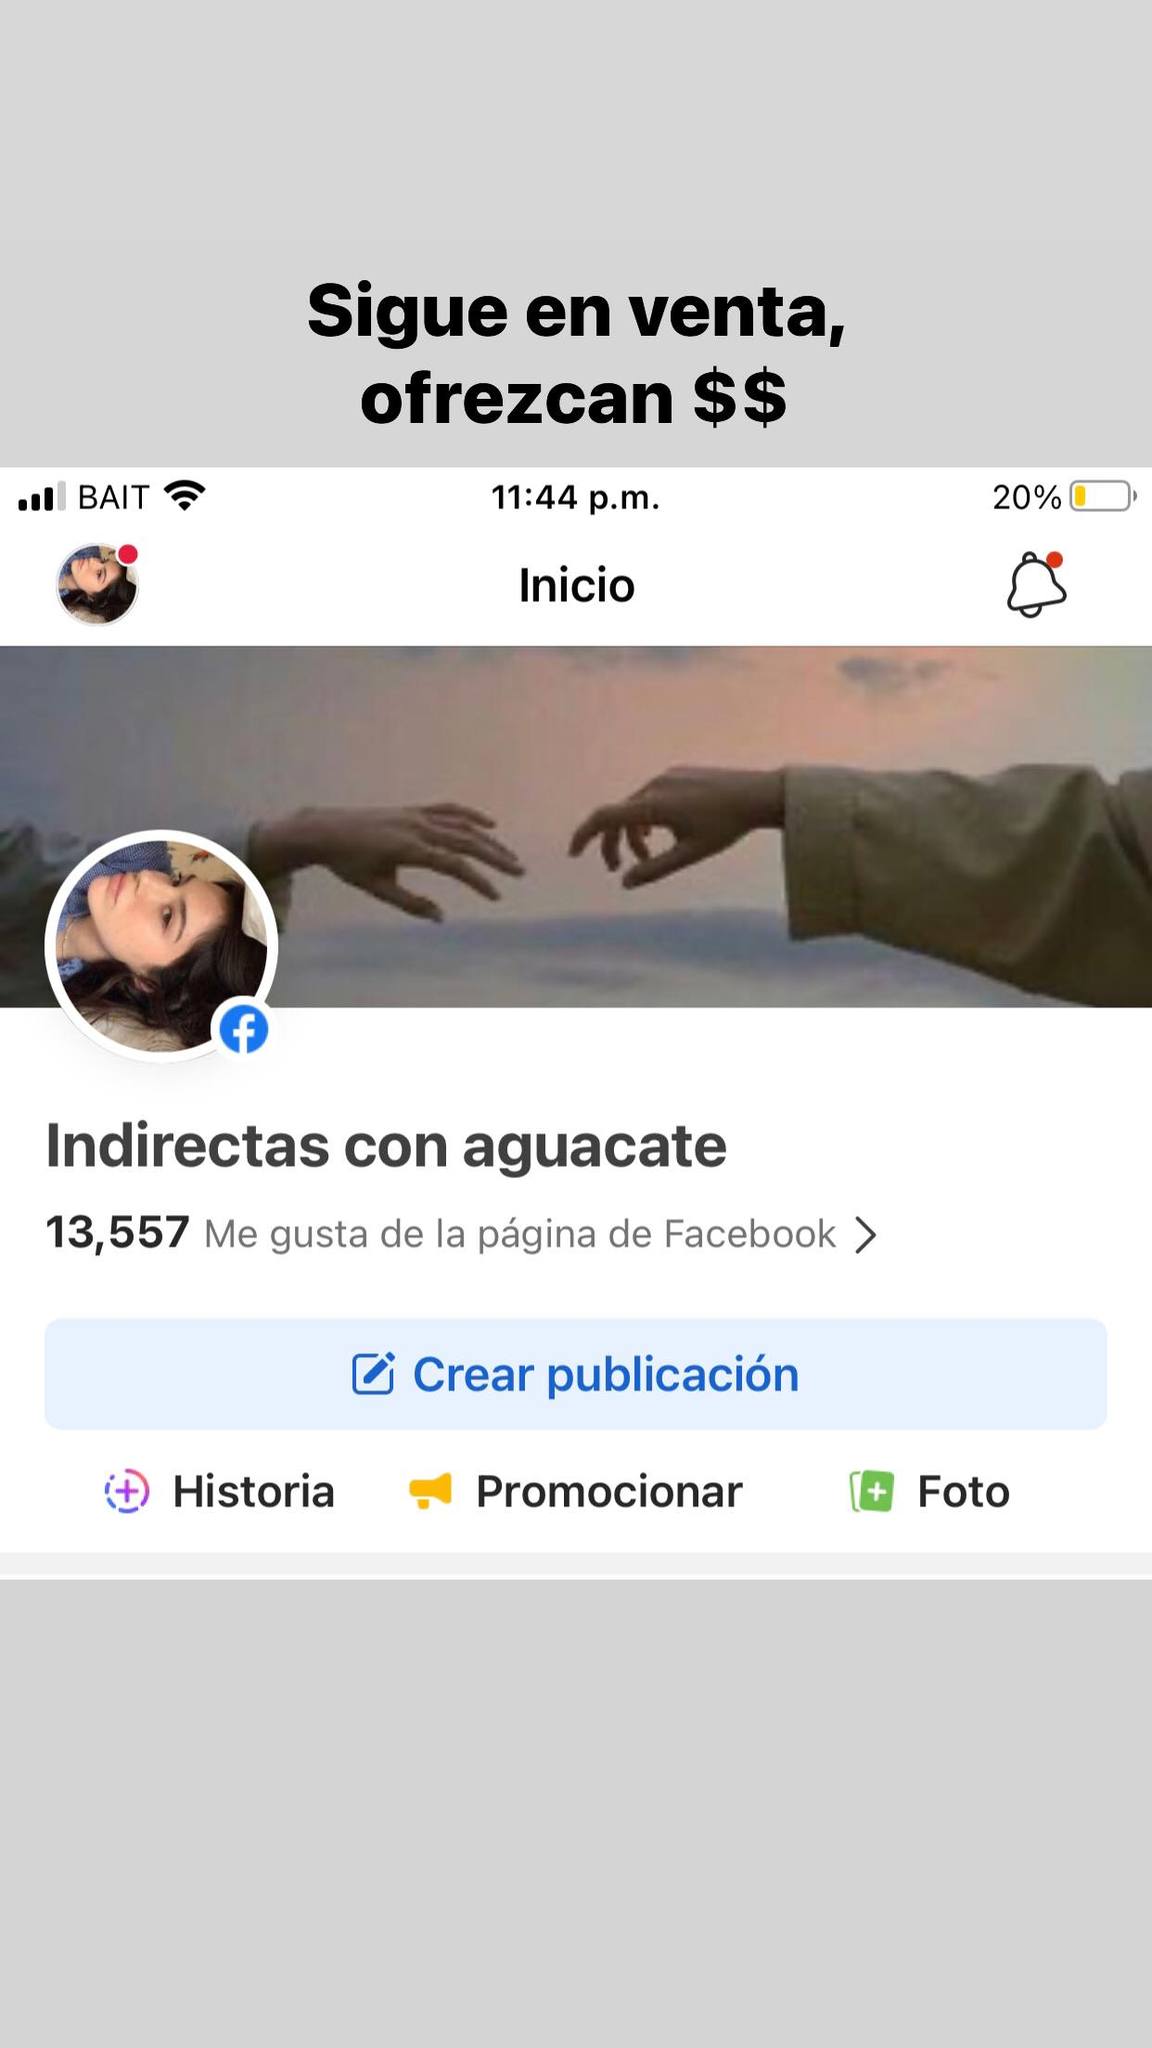 Sigue en venta,
ofrezcan $$
BAIT 11:44 p.m. 20%
Inicio
Indirectas con aguacate
13,557 Me gusta de la página de Facebook
Crear publicación
Historia Promocionar Foto